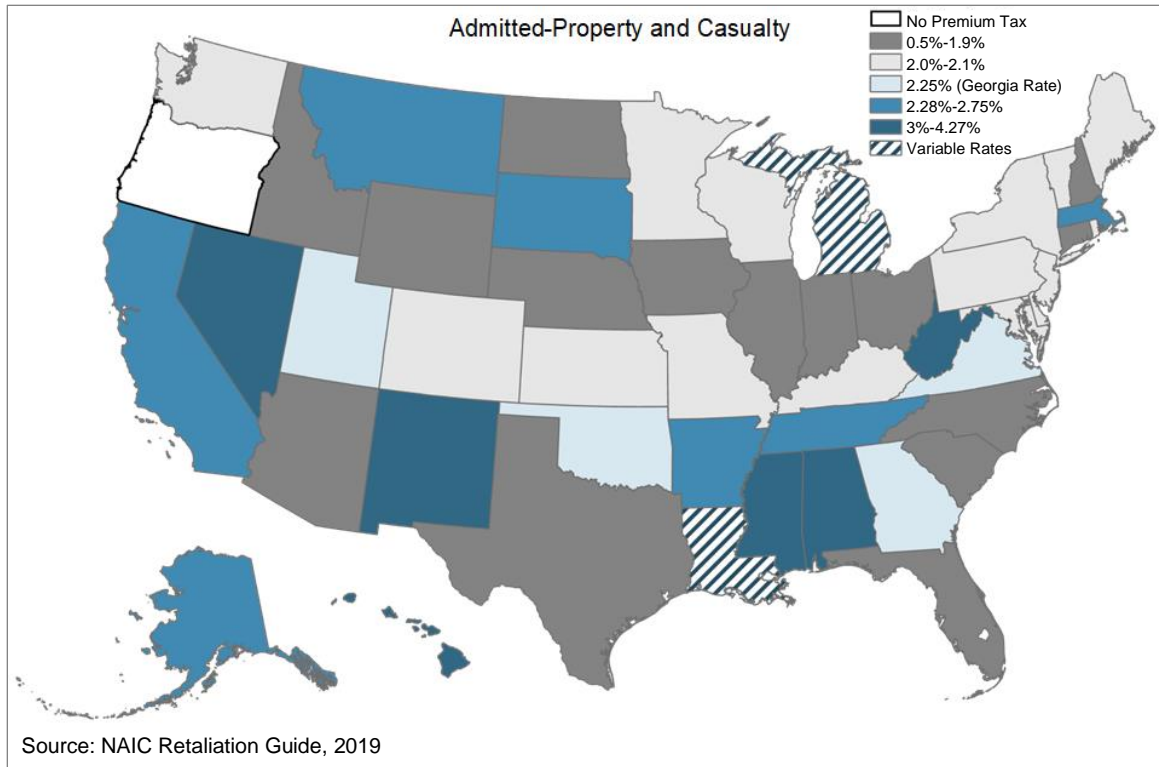 Admitted-Property and Casualty
No Premium Tax
0.5%-1.9%
2.0%-2.1%
2.25% (Georgia Rate)
2.28%-2.75%
3%-4.27%
Variable Rates
Source: NAIC Retaliation Guide, 2019